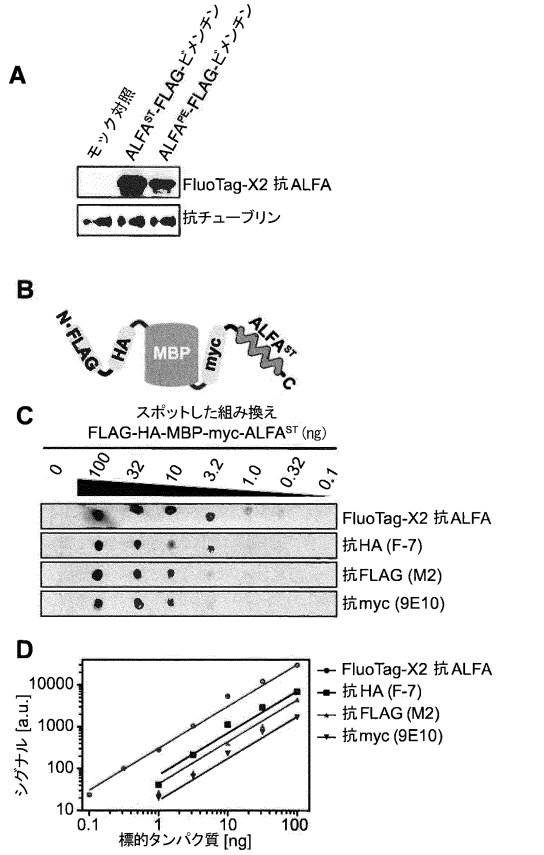 A
モック対照
ALFAST-FLAG-ビメンチン
ALFAPE-FLAG-ビメンチン
FluoTag-X2 抗ALFA
抗チューブリン
B
N-FLAG
HA
MBP
myc
ALFAST
C
C
スポットした組み換え
FLAG-HA-MBP-myc-ALFAST (ng)
0 100 32 10 3.2 1.0 0.32 0.1
FluoTag-X2 抗ALFA
抗HA (F-7)
抗FLAG (M2)
抗myc (9E10)
D
シグナル [a.u.]
10000
1000
100
10
0.1 1 10 100
標的タンパク質 [ng]
FluoTag-X2 抗ALFA
抗HA (F-7)
抗FLAG (M2)
抗myc (9E10)